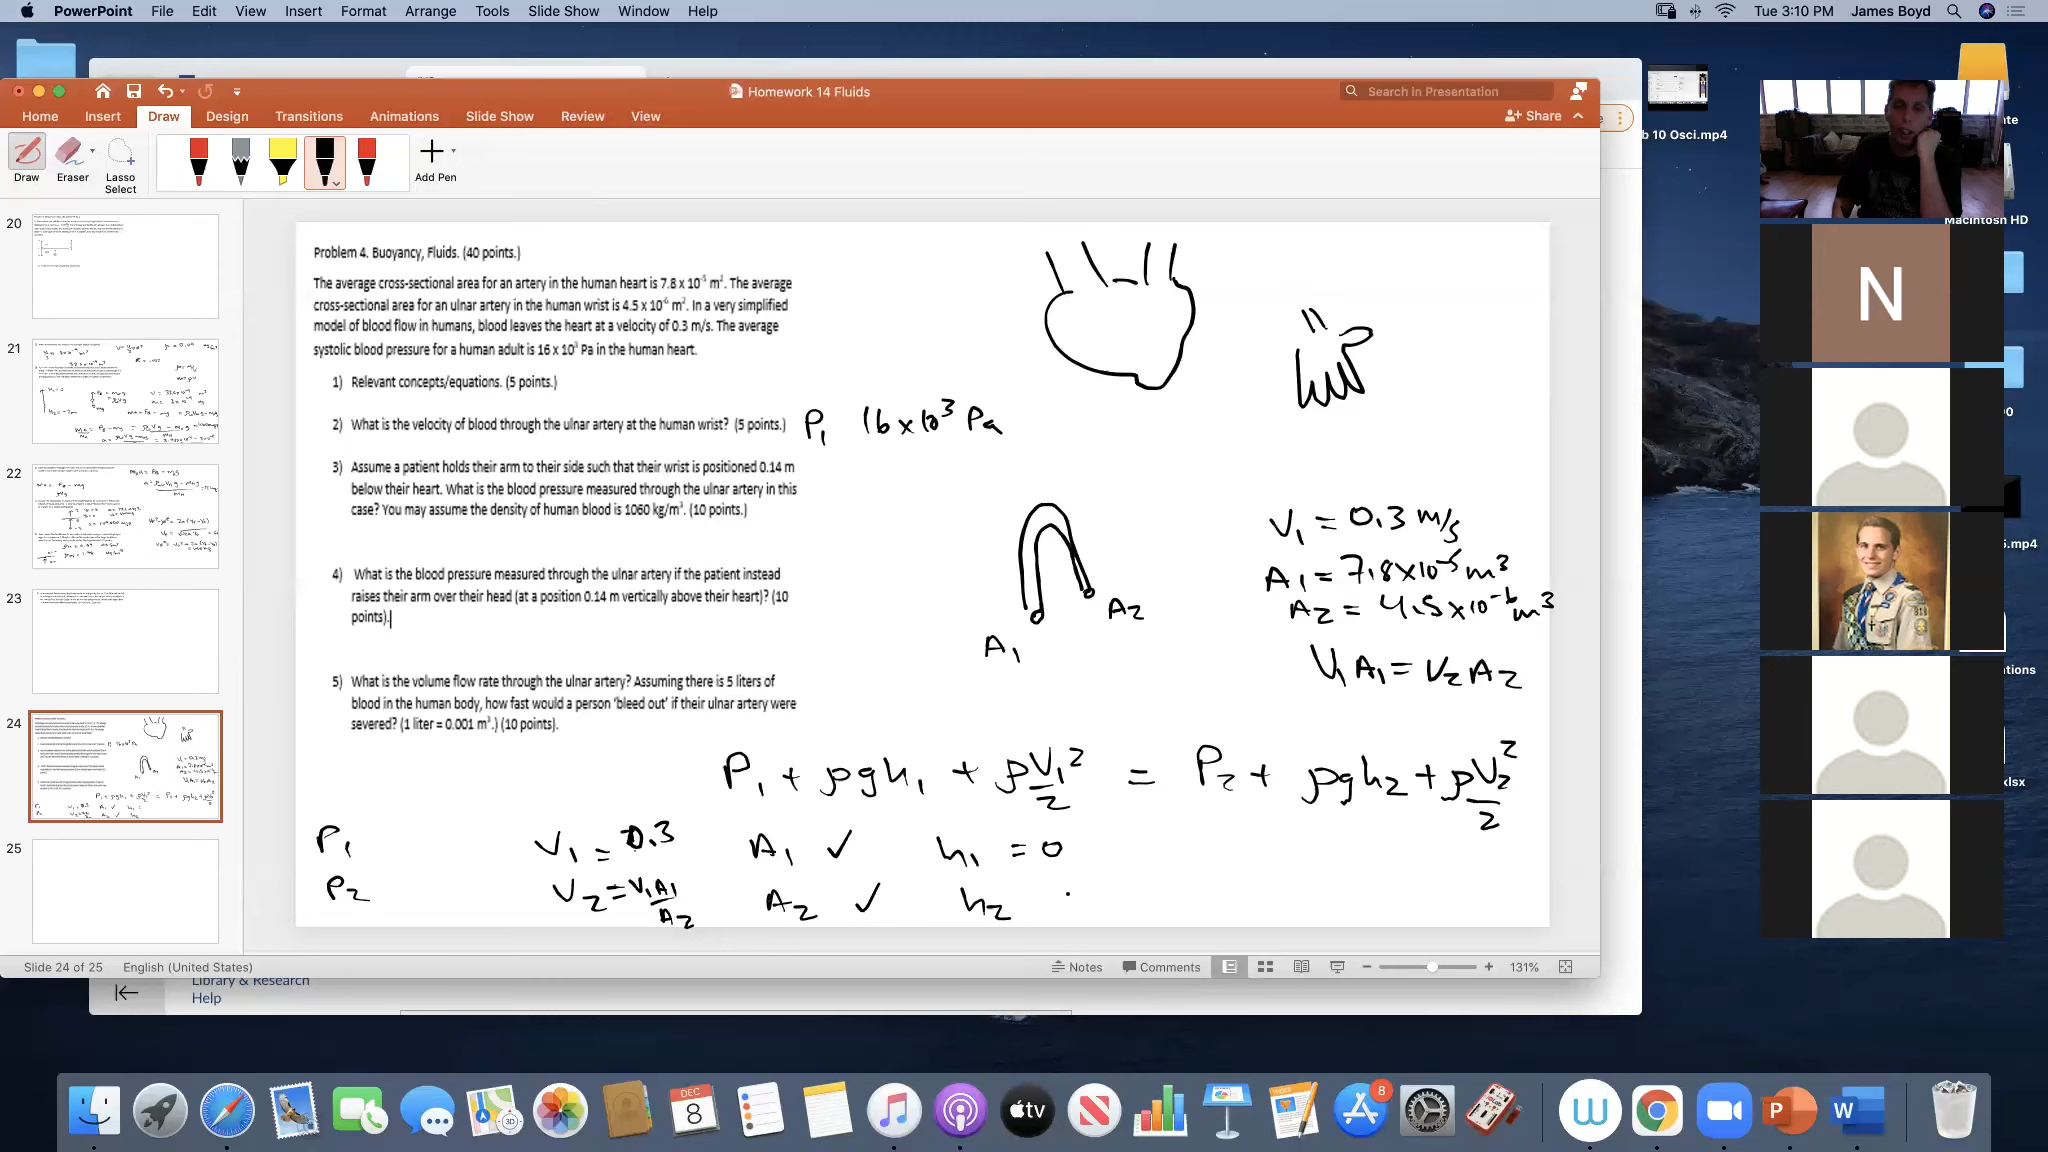 PowerPoint File Edit View Insert Format Arrange Tools Slide Show Window Help
Tue 3:10 PM James Boyd
Homework 14 Fluids
Search in Presentation
Home Insert Draw Design Transitions Animations Slide Show Review View
Share
Draw
Eraser
Lasso Select
Add Pen
b 10 Osci.mp4
Macintosh HD
N
20
21
22
23
24
25
Problem 4. Buoyancy, Fluids. (40 points.)
The average cross-sectional area for an artery in the human heart is 7.8 x 10⁻⁵ m². The average
cross-sectional area for an ulnar artery in the human wrist is 4.5 x 10⁻⁶ m². In a very simplified
model of blood flow in humans, blood leaves the heart at a velocity of 0.3 m/s. The average
systolic blood pressure for a human adult is 16 x 10³ Pa in the human heart.
1) Relevant concepts/equations. (5 points.)
2) What is the velocity of blood through the ulnar artery at the human wrist? (5 points.)
P₁ 16x10³ Pa
3) Assume a patient holds their arm to their side such that their wrist is positioned 0.14 m
below their heart. What is the blood pressure measured through the ulnar artery in this
case? You may assume the density of human blood is 1060 kg/m³. (10 points.)
4) What is the blood pressure measured through the ulnar artery if the patient instead
raises their arm over their head (at a position 0.14 m vertically above their heart)? (10
points).
5) What is the volume flow rate through the ulnar artery? Assuming there is 5 liters of
blood in the human body, how fast would a person 'bleed out' if their ulnar artery were
severed? (1 liter = 0.001 m³.) (10 points).
A₁
A₂
V₁ = 0.3 m/s
A₁ = 7.8x10⁻⁵ m³
A₂ = 4.5x10⁻⁶ m³
V₁A₁ = V₂A₂
P₁ + ρgh₁ + ρV₁²/2 = P₂ + ρgh₂ + ρV₂²/2
P₁ V₁ = 0.3 A₁ ✓ h₁ = 0
P₂ V₂ = V₁A₁/A₂ A₂ ✓ h₂
Slide 24 of 25 English (United States)
Notes Comments
131%
Library & Research
Help
DEC
8
3D
tv
8
W
P
W